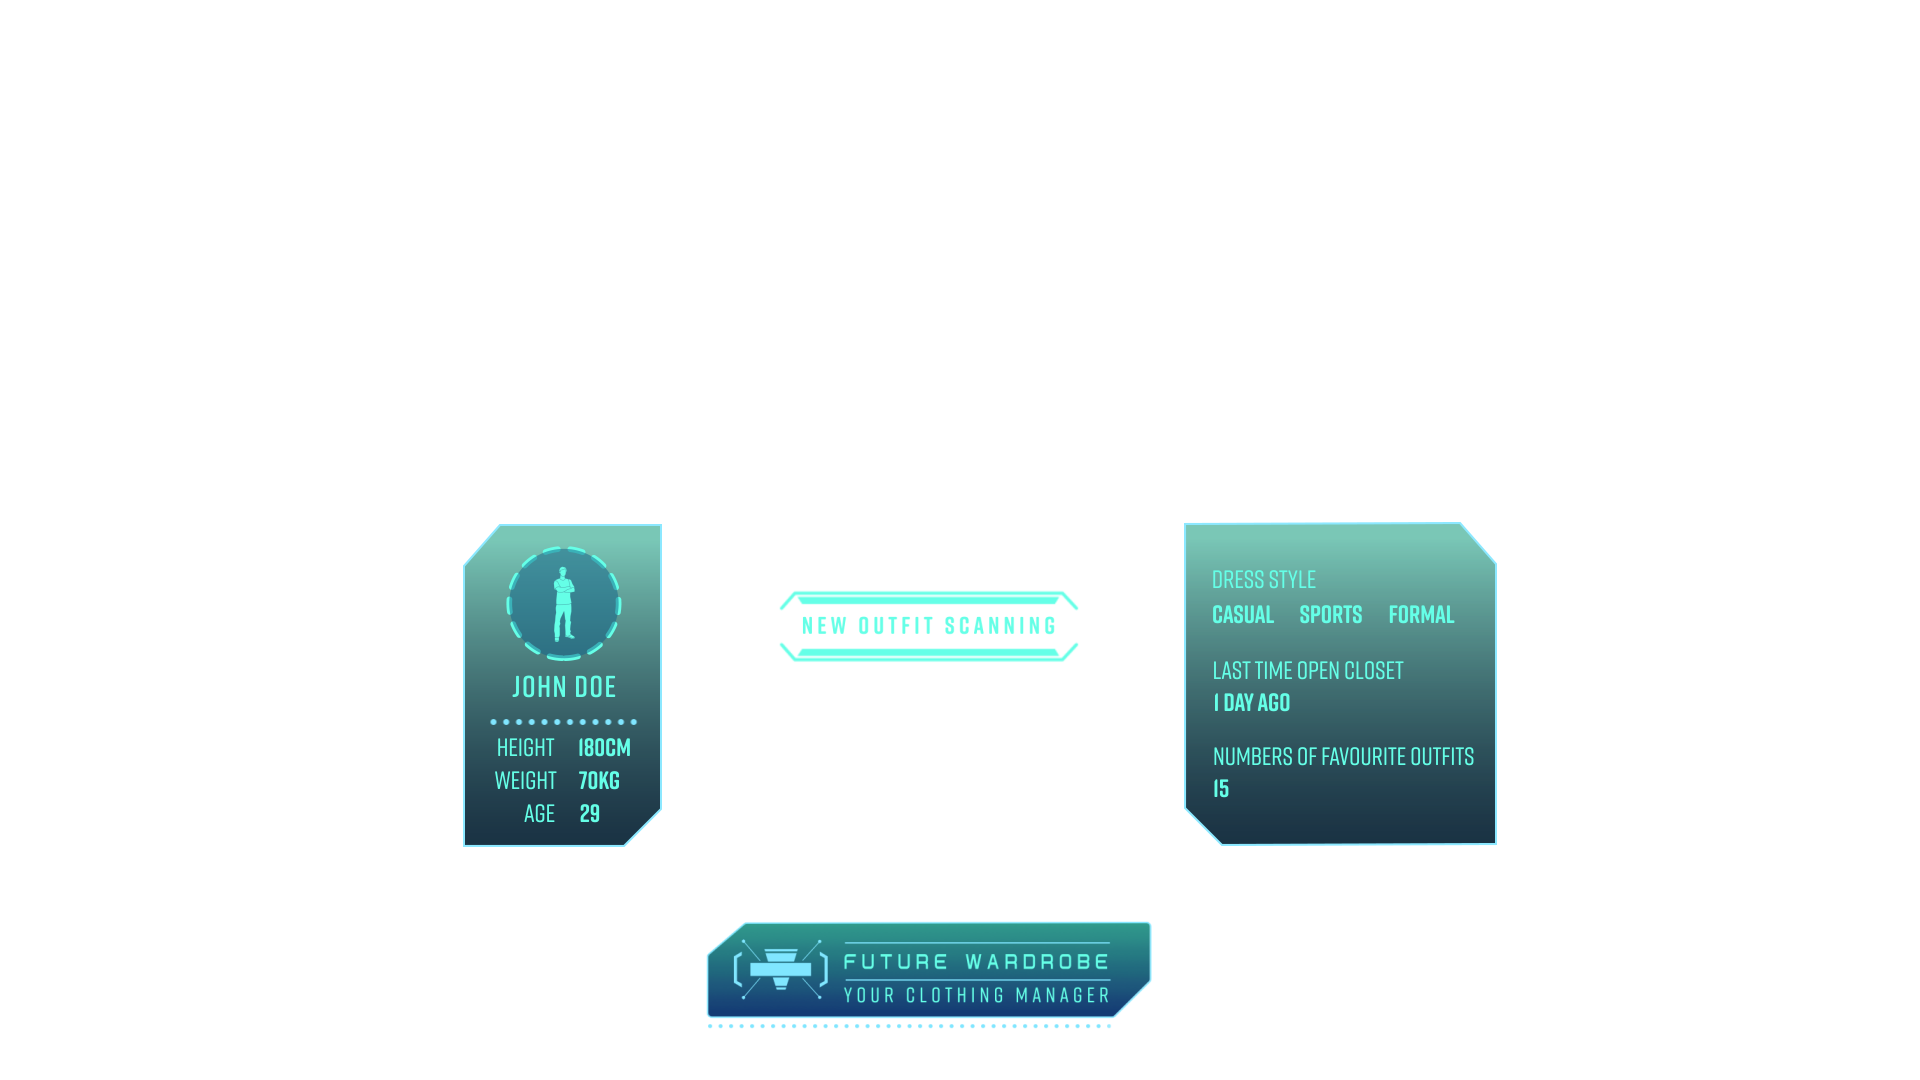 JOHN DOE
HEIGHT 180CM
WEIGHT 70KG
AGE 29
NEW OUTFIT SCANNING
DRESS STYLE
CASUAL SPORTS FORMAL
LAST TIME OPEN CLOSET
1 DAY AGO
NUMBERS OF FAVOURITE OUTFITS
15
FUTURE WARDROBE
YOUR CLOTHING MANAGER